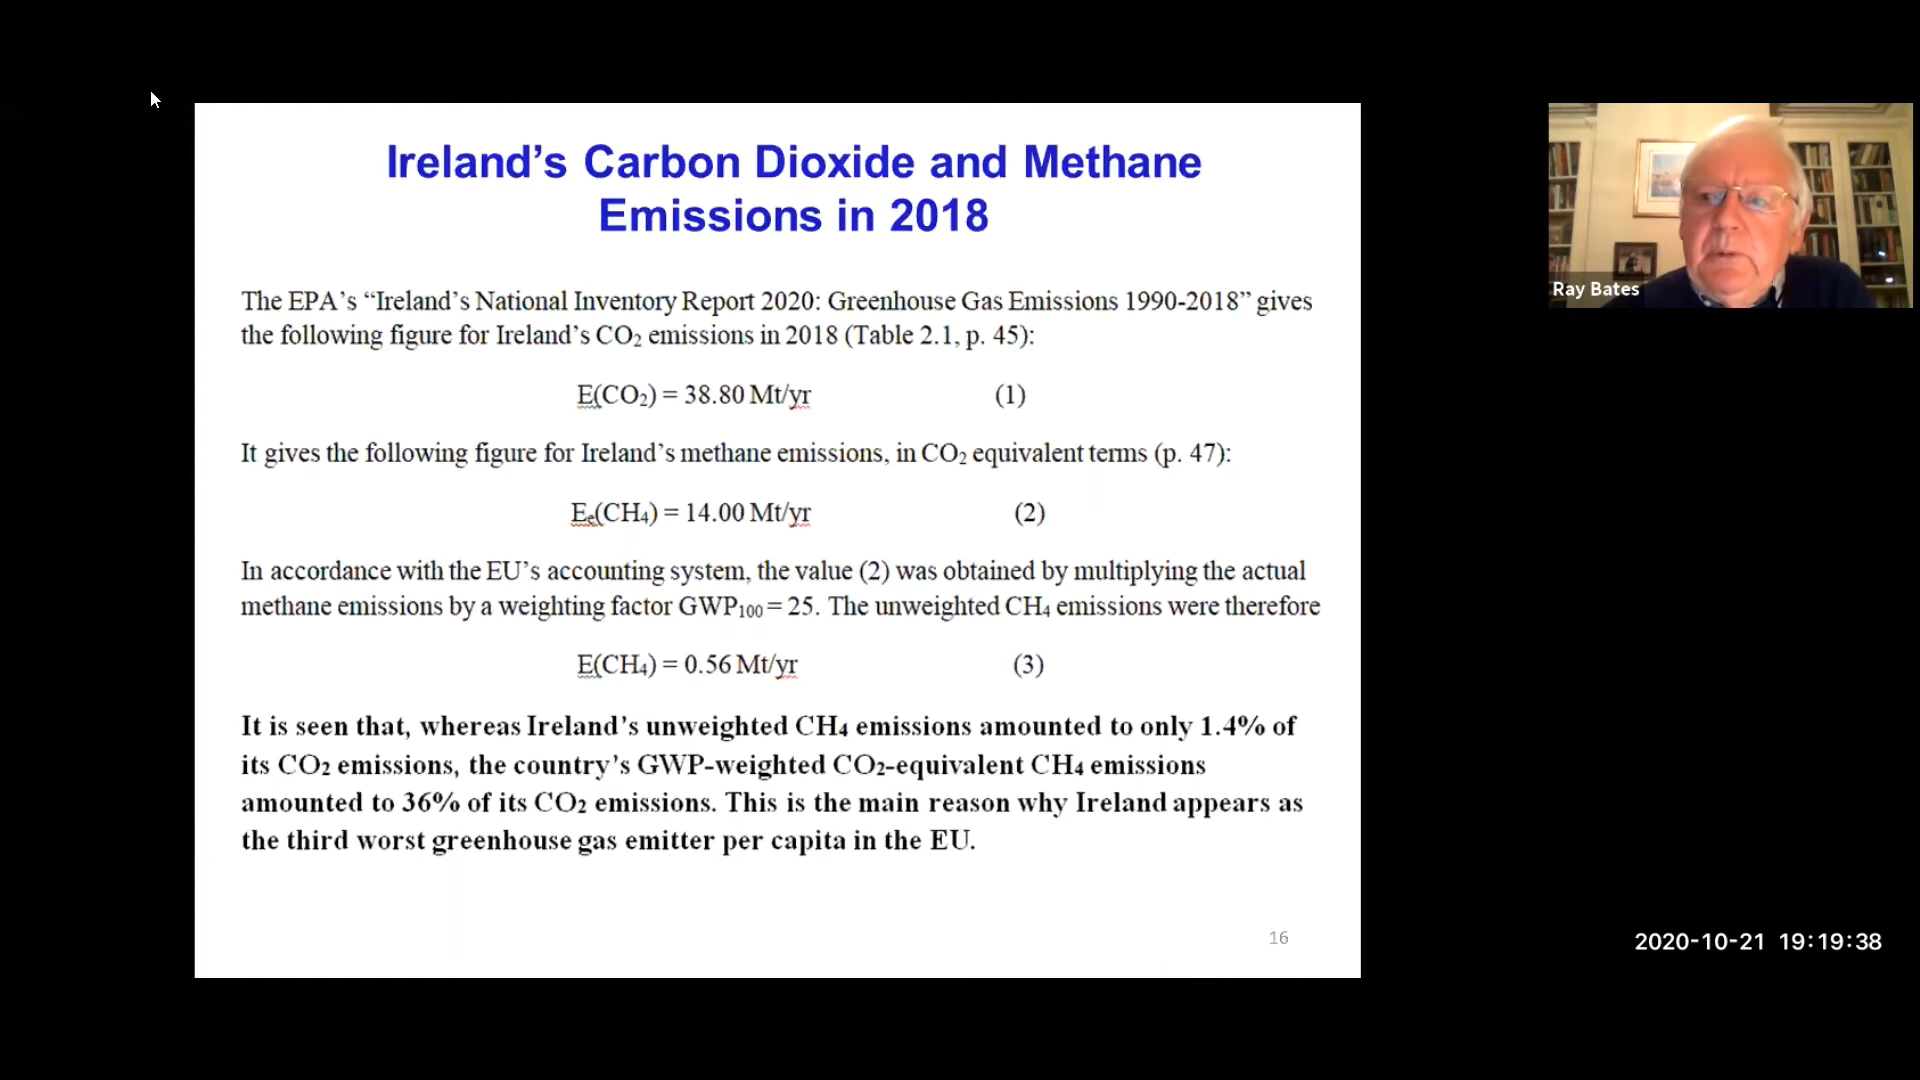 Ireland’s Carbon Dioxide and Methane
Emissions in 2018
The EPA’s “Ireland’s National Inventory Report 2020: Greenhouse Gas Emissions 1990-2018” gives
the following figure for Ireland’s CO₂ emissions in 2018 (Table 2.1, p. 45):
E(CO₂) = 38.80 Mt/yr (1)
It gives the following figure for Ireland’s methane emissions, in CO₂ equivalent terms (p. 47):
Eₑ(CH₄) = 14.00 Mt/yr (2)
In accordance with the EU’s accounting system, the value (2) was obtained by multiplying the actual
methane emissions by a weighting factor GWP₁₀₀ = 25. The unweighted CH₄ emissions were therefore
E(CH₄) = 0.56 Mt/yr (3)
It is seen that, whereas Ireland’s unweighted CH₄ emissions amounted to only 1.4% of
its CO₂ emissions, the country’s GWP-weighted CO₂-equivalent CH₄ emissions
amounted to 36% of its CO₂ emissions. This is the main reason why Ireland appears as
the third worst greenhouse gas emitter per capita in the EU.
16
Ray Bates
2020-10-21 19:19:38